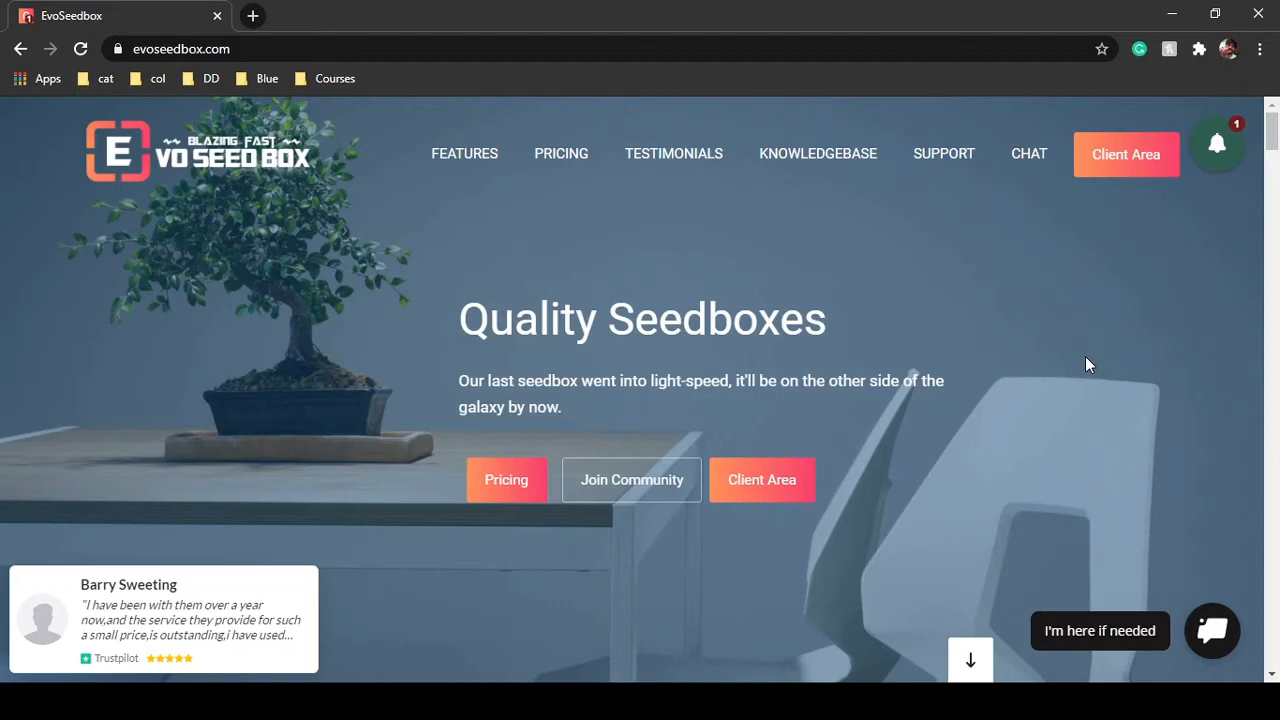 EvoSeedbox
evoseedbox.com
Apps cat col DD Blue Courses
E
~~ BLAZING FAST ~~
VO SEED BOX
FEATURES PRICING TESTIMONIALS KNOWLEDGEBASE SUPPORT CHAT Client Area
1
Quality Seedboxes
Our last seedbox went into light-speed, it'll be on the other side of the
galaxy by now.
Pricing Join Community Client Area
Barry Sweeting
"I have been with them over a year
now,and the service they provide for such
a small price,is outstanding,i have used...
Trustpilot
I'm here if needed